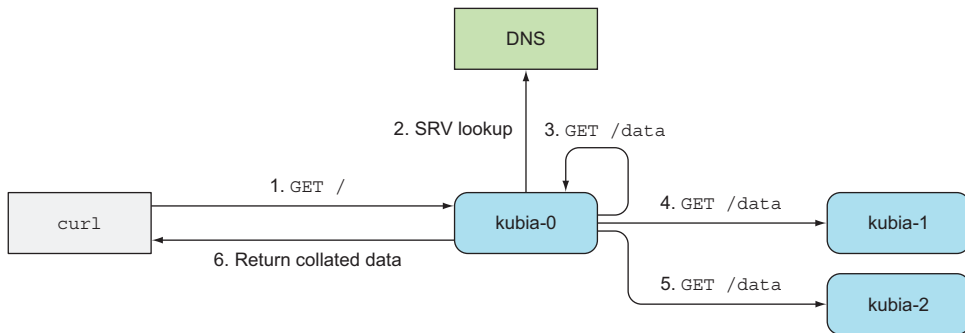 DNS
2. SRV lookup
3. GET /data
1. GET /
4. GET /data
curl
kubia-0
kubia-1
6. Return collated data
5. GET /data
kubia-2